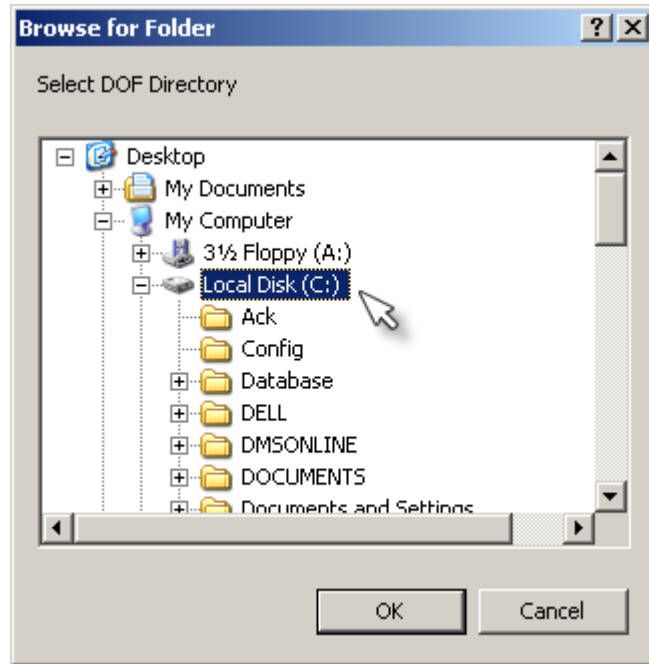 Browse for Folder
Select DOF Directory
Desktop
My Documents
My Computer
3½ Floppy (A:)
Local Disk (C:)
Ack
Config
Database
DELL
DMSONLINE
DOCUMENTS
Documents and Settings
OK Cancel